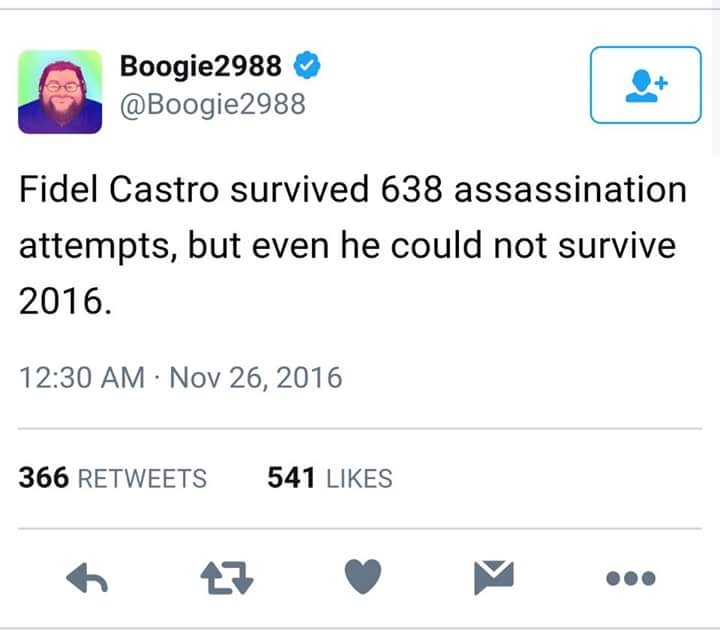 Boogie2988
@Boogie2988
Fidel Castro survived 638 assassination
attempts, but even he could not survive
2016.
12:30 AM · Nov 26, 2016
366 RETWEETS 541 LIKES